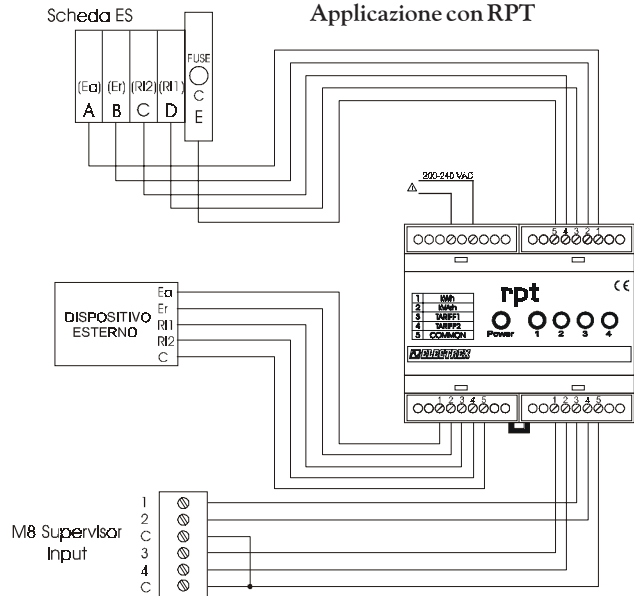 Applicazione con RPT
Scheda ES
FUSE
(Ea) (Er) (RI2) (RI1) C
A B C D E
200-240 VAC
5 4 3 2 1
rpt
CE
1 kWh
2 kVArh
3 TARIFF1
4 TARIFF2
5 COMMON
Power 1 2 3 4
ELECTREX
DISPOSITIVO
ESTERNO
Ea
Er
RI1
RI2
C
1 2 3 4 5
1 2 3 4 5
M8 Supervisor
Input
1
2
C
3
4
C